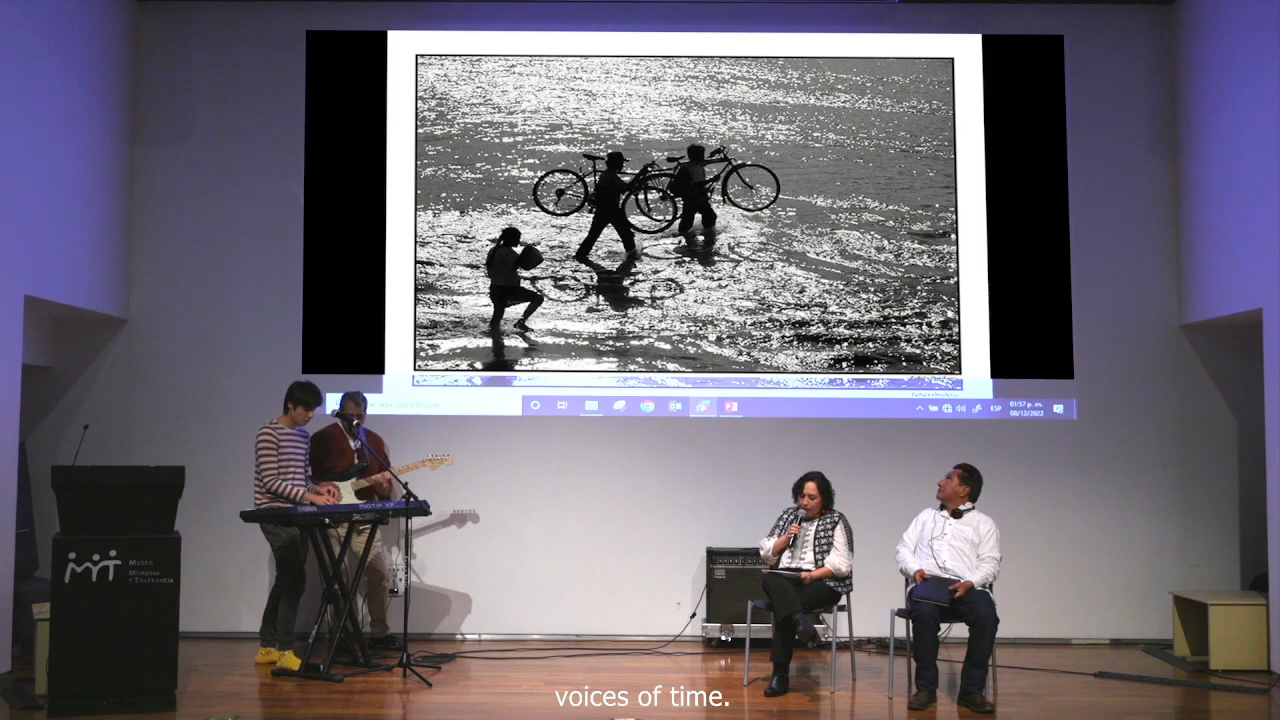 ESP
01:57 p. m.
08/12/2022
MOTIF XF
MUSEO
MEMORIA
Y TOLERANCIA
voices of time.